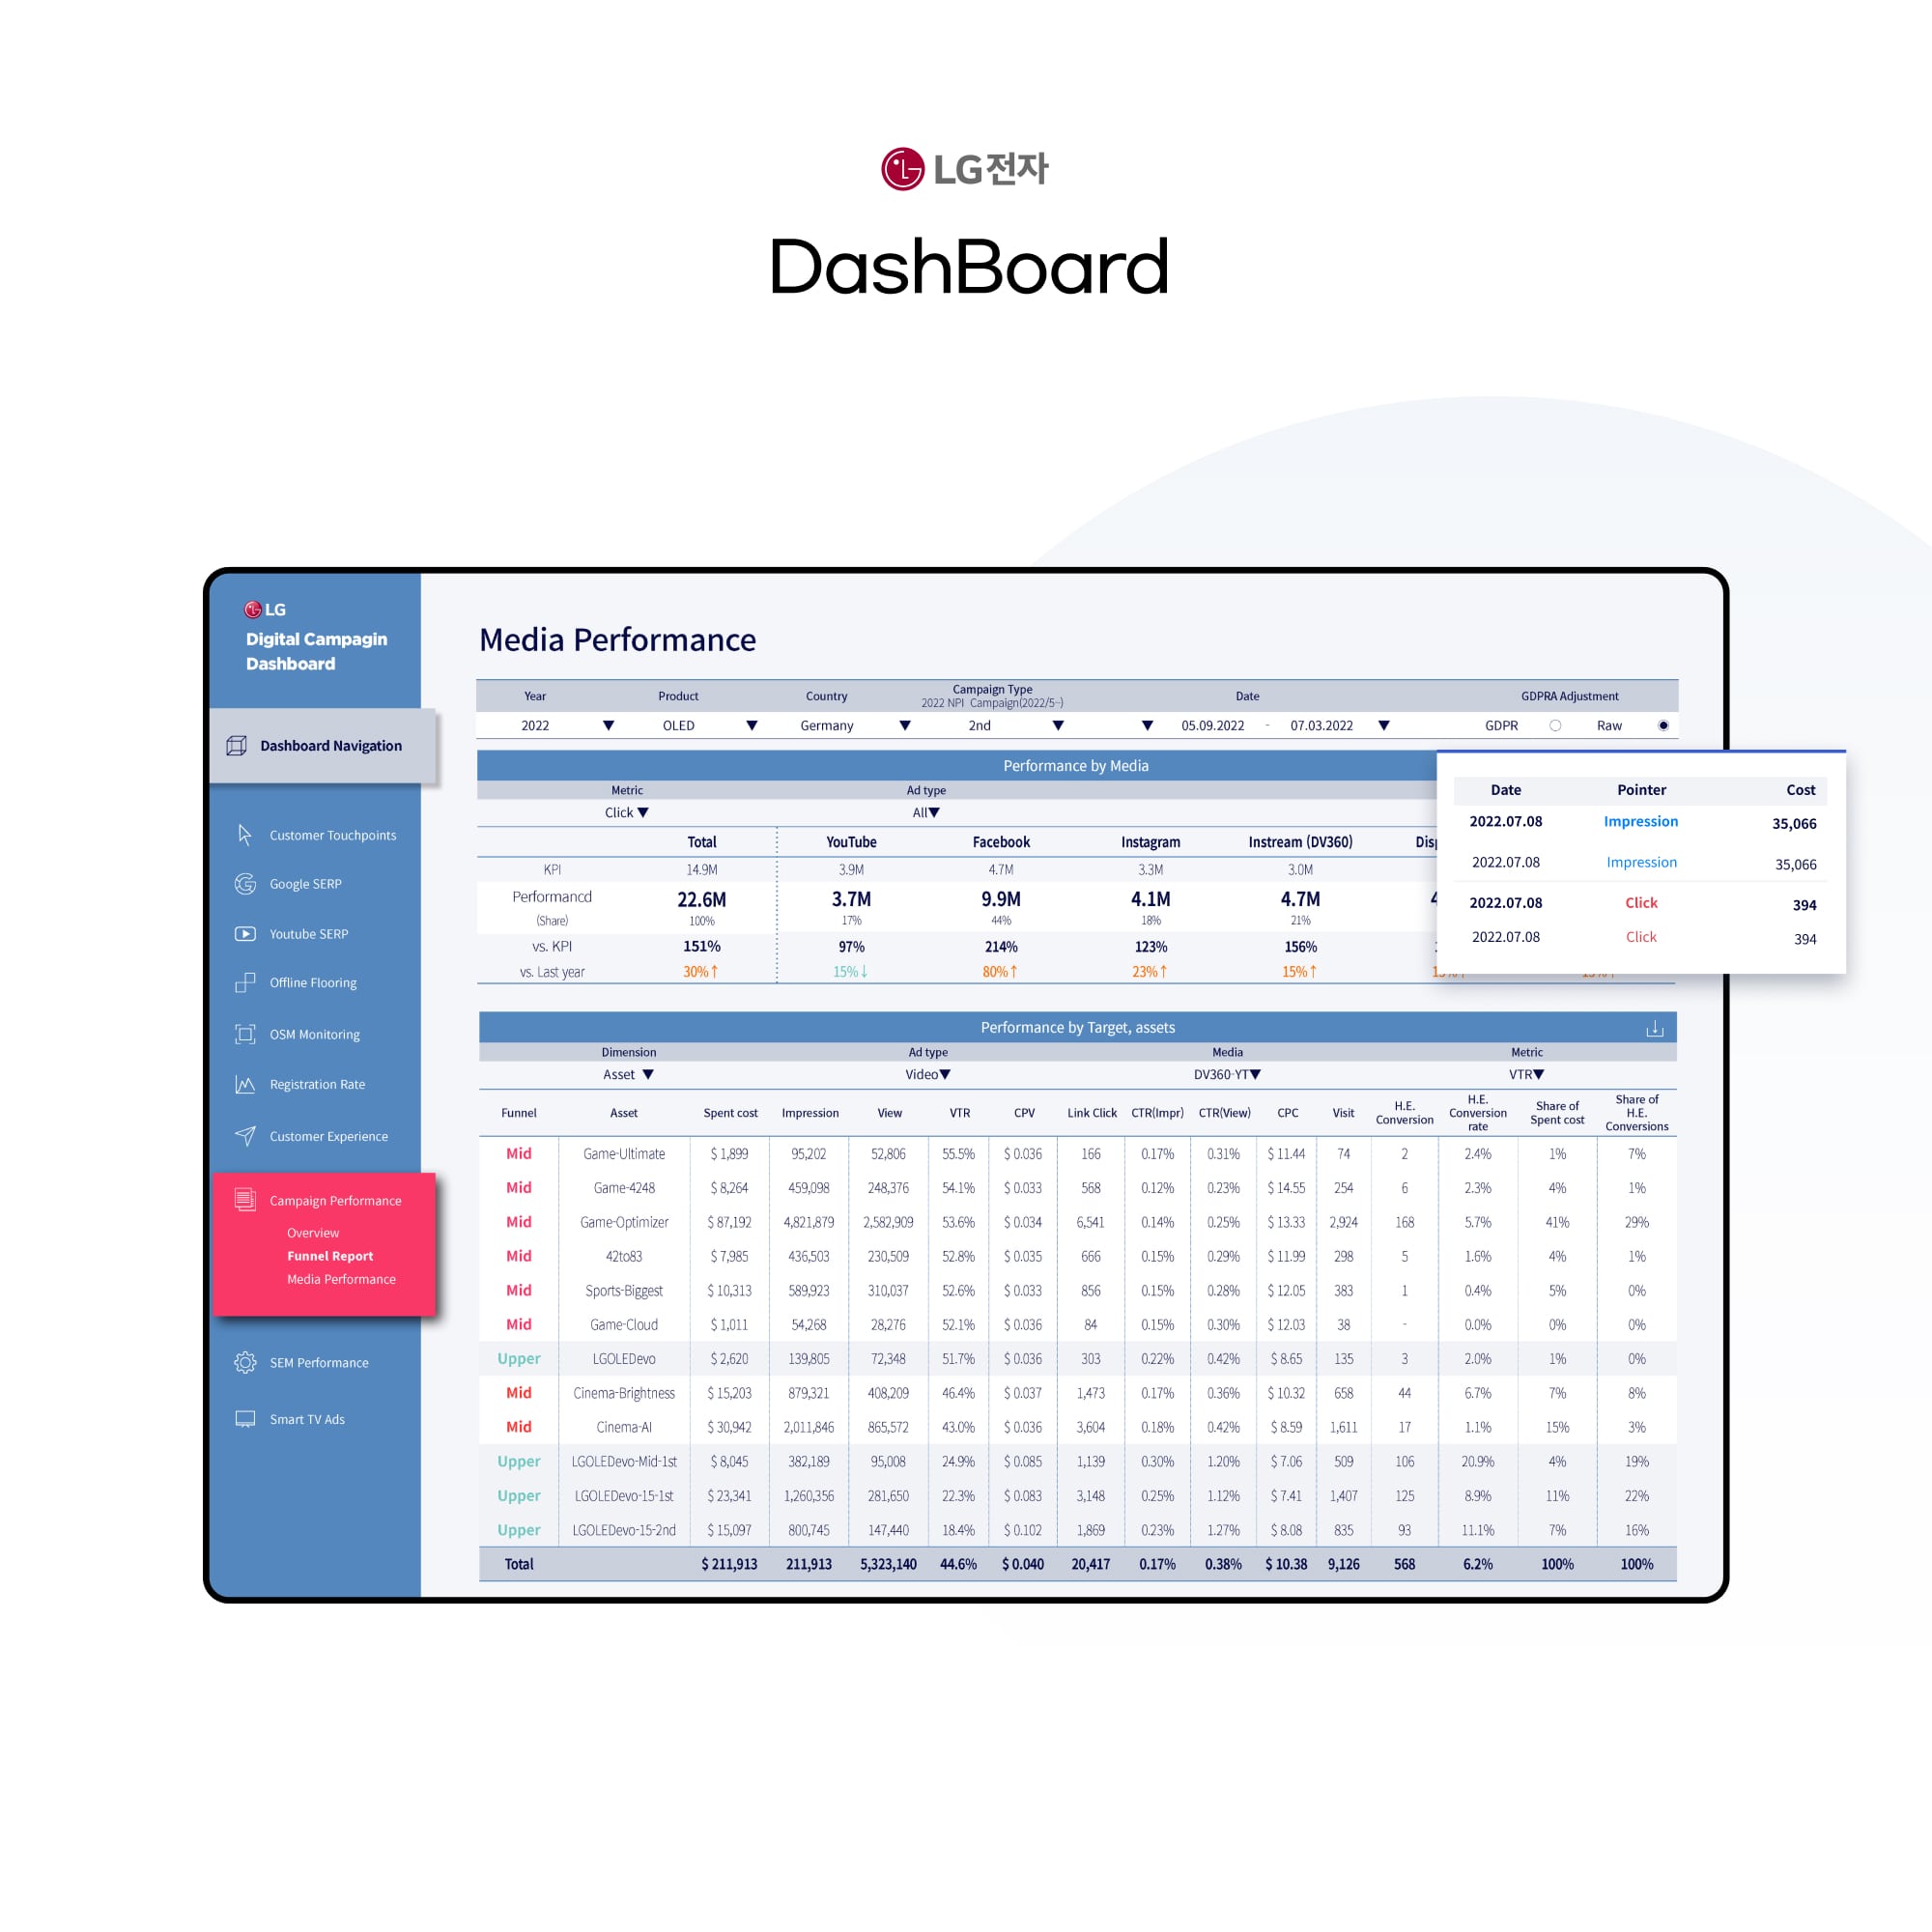 LG전자
DashBoard
LG
Digital Campagin
Dashboard
Dashboard Navigation
Customer Touchpoints
Google SERP
Youtube SERP
Offline Flooring
OSM Monitoring
Registration Rate
Customer Experience
Campaign Performance
Overview
Funnel Report
Media Performance
SEM Performance
Smart TV Ads
Media Performance
Year Product Country Campaign Type Date GDPRA Adjustment
2022 NPI Campaign(2022/5~)
2022 ▼ OLED ▼ Germany ▼ 2nd ▼ ▼ 05.09.2022 - 07.03.2022 ▼ GDPR Raw
Performance by Media
Metric Ad type
Click ▼ All▼
Total YouTube Facebook Instagram Instream (DV360)
KPI 14.9M 3.9M 4.7M 3.3M 3.0M
Performancd 22.6M 3.7M 9.9M 4.1M 4.7M
(Share) 100% 17% 44% 18% 21%
vs. KPI 151% 97% 214% 123% 156%
vs. Last year 30%↑ 15%↓ 80%↑ 23%↑ 15%↑
Date Pointer Cost
2022.07.08 Impression 35,066
2022.07.08 Impression 35,066
2022.07.08 Click 394
2022.07.08 Click 394
Performance by Target, assets
Dimension Ad type Media Metric
Asset ▼ Video▼ DV360-YT▼ VTR▼
Funnel Asset Spent cost Impression View VTR CPV Link Click CTR(Impr) CTR(View) CPC Visit H.E. Conversion H.E. Conversion rate Share of Spent cost Share of H.E. Conversions
Mid Game-Ultimate $ 1,899 95,202 52,806 55.5% $ 0.036 166 0.17% 0.31% $ 11.44 74 2 2.4% 1% 7%
Mid Game-4248 $ 8,264 459,098 248,376 54.1% $ 0.033 568 0.12% 0.23% $ 14.55 254 6 2.3% 4% 1%
Mid Game-Optimizer $ 87,192 4,821,879 2,582,909 53.6% $ 0.034 6,541 0.14% 0.25% $ 13.33 2,924 168 5.7% 41% 29%
Mid 42to83 $ 7,985 436,503 230,509 52.8% $ 0.035 666 0.15% 0.29% $ 11.99 298 5 1.6% 4% 1%
Mid Sports-Biggest $ 10,313 589,923 310,037 52.6% $ 0.033 856 0.15% 0.28% $ 12.05 383 1 0.4% 5% 0%
Mid Game-Cloud $ 1,011 54,268 28,276 52.1% $ 0.036 84 0.15% 0.30% $ 12.03 38 - 0.0% 0% 0%
Upper LGOLEDevo $ 2,620 139,805 72,348 51.7% $ 0.036 303 0.22% 0.42% $ 8.65 135 3 2.0% 1% 0%
Mid Cinema-Brightness $ 15,203 879,321 408,209 46.4% $ 0.037 1,473 0.17% 0.36% $ 10.32 658 44 6.7% 7% 8%
Mid Cinema-AI $ 30,942 2,011,846 865,572 43.0% $ 0.036 3,604 0.18% 0.42% $ 8.59 1,611 17 1.1% 15% 3%
Upper LGOLEDevo-Mid-1st $ 8,045 382,189 95,008 24.9% $ 0.085 1,139 0.30% 1.20% $ 7.06 509 106 20.9% 4% 19%
Upper LGOLEDevo-15-1st $ 23,341 1,260,356 281,650 22.3% $ 0.083 3,148 0.25% 1.12% $ 7.41 1,407 125 8.9% 11% 22%
Upper LGOLEDevo-15-2nd $ 15,097 800,745 147,440 18.4% $ 0.102 1,869 0.23% 1.27% $ 8.08 835 93 11.1% 7% 16%
Total $ 211,913 211,913 5,323,140 44.6% $ 0.040 20,417 0.17% 0.38% $ 10.38 9,126 568 6.2% 100% 100%